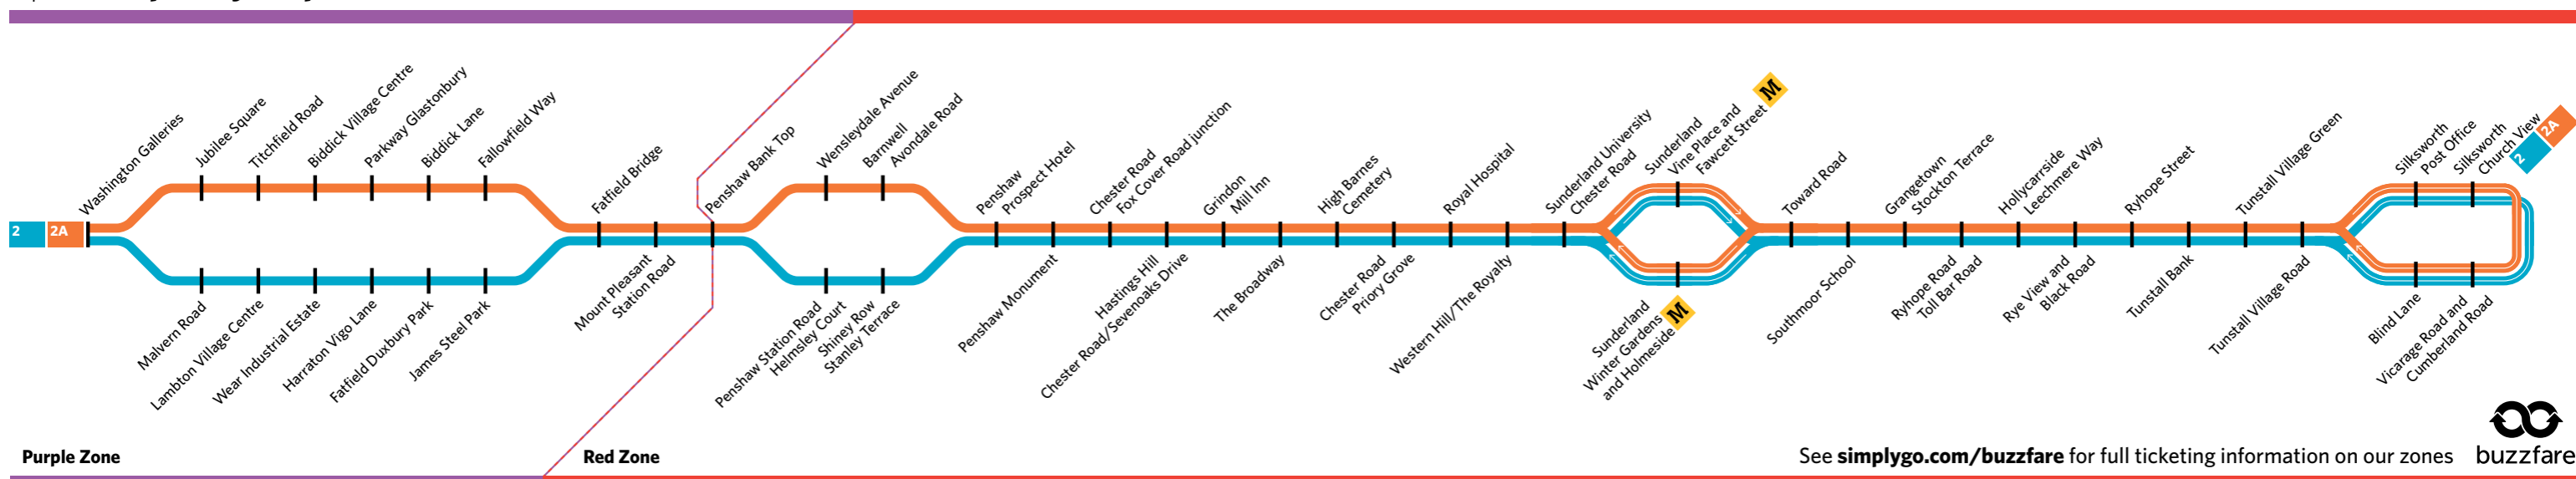 2
2A
Washington Galleries
Jubilee Square
Titchfield Road
Biddick Village Centre
Parkway Glastonbury
Biddick Lane
Fallowfield Way
Malvern Road
Lambton Village Centre
Wear Industrial Estate
Harraton Vigo Lane
Fatfield Duxbury Park
James Steel Park
Fatfield Bridge
Mount Pleasant
Station Road
Penshaw Bank Top
Wensleydale Avenue
Barnwell
Avondale Road
Penshaw Station Road
Helmsley Court
Shiney Row
Stanley Terrace
Penshaw
Prospect Hotel
Penshaw Monument
Chester Road
Fox Cover Road junction
Hastings Hill
Chester Road/Sevenoaks Drive
Grindon
Mill Inn
The Broadway
High Barnes
Cemetery
Chester Road
Priory Grove
Royal Hospital
Western Hill/The Royalty
Sunderland University
Chester Road
Sunderland
Vine Place and
Fawcett Street
M
Sunderland
Winter Gardens
and Holmeside
M
Toward Road
Southmoor School
Grangetown
Stockton Terrace
Ryhope Road
Toll Bar Road
Hollycarrside
Leechmere Way
Rye View and
Black Road
Ryhope Street
Tunstall Bank
Tunstall Village Green
Tunstall Village Road
Silksworth
Post Office
Silksworth
Church View
2
2A
Blind Lane
Vicarage Road and
Cumberland Road
Purple Zone
Red Zone
See simplygo.com/buzzfare for full ticketing information on our zones
buzzfare